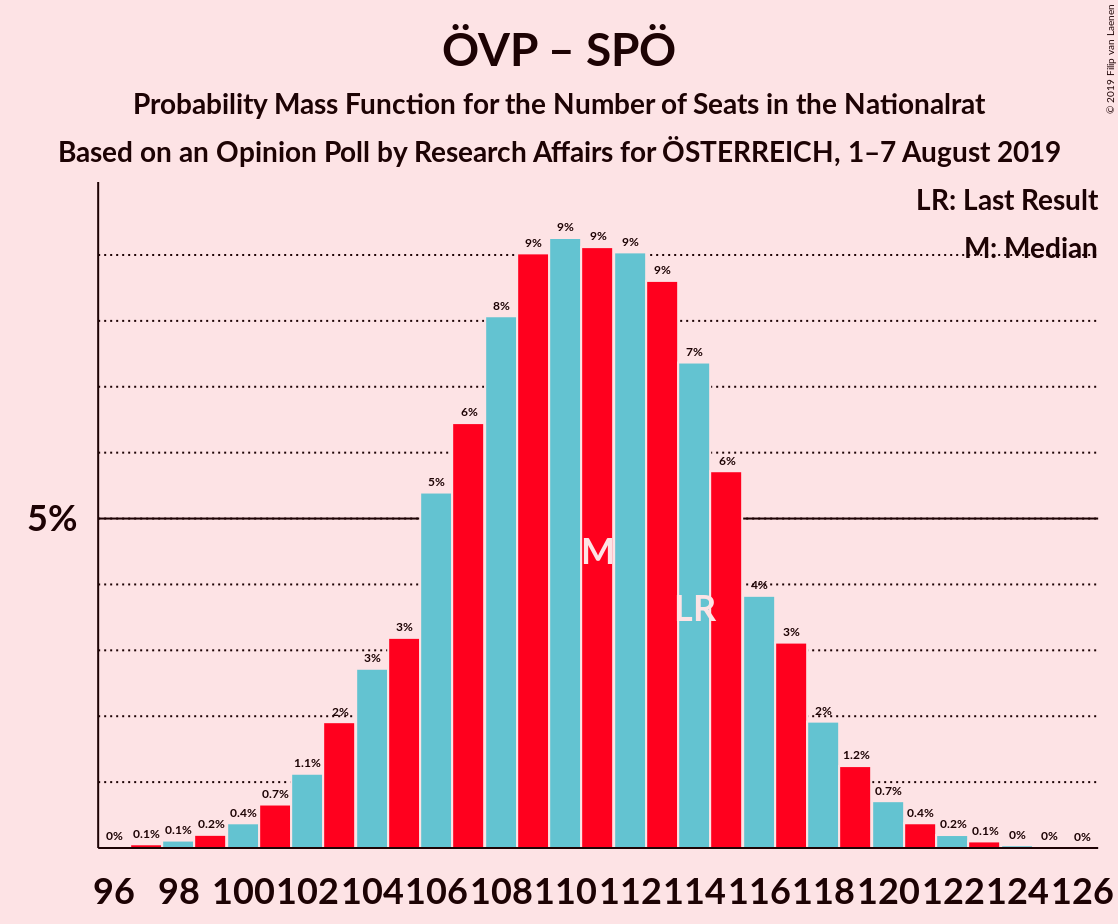 ÖVP – SPÖ
Probability Mass Function for the Number of Seats in the Nationalrat
Based on an Opinion Poll by Research Affairs for ÖSTERREICH, 1–7 August 2019
© 2019 Filip van Laenen
LR: Last Result
M: Median
5%
0% 0.1% 0.1% 0.2% 0.4% 0.7% 1.1% 2% 3% 3% 5% 6% 8% 9% 9% 9% 9% 9% 7% 6% 4% 3% 2% 1.2% 0.7% 0.4% 0.2% 0.1% 0% 0% 0%
M
LR
96 98 100 102 104 106 108 110 112 114 116 118 120 122 124 126